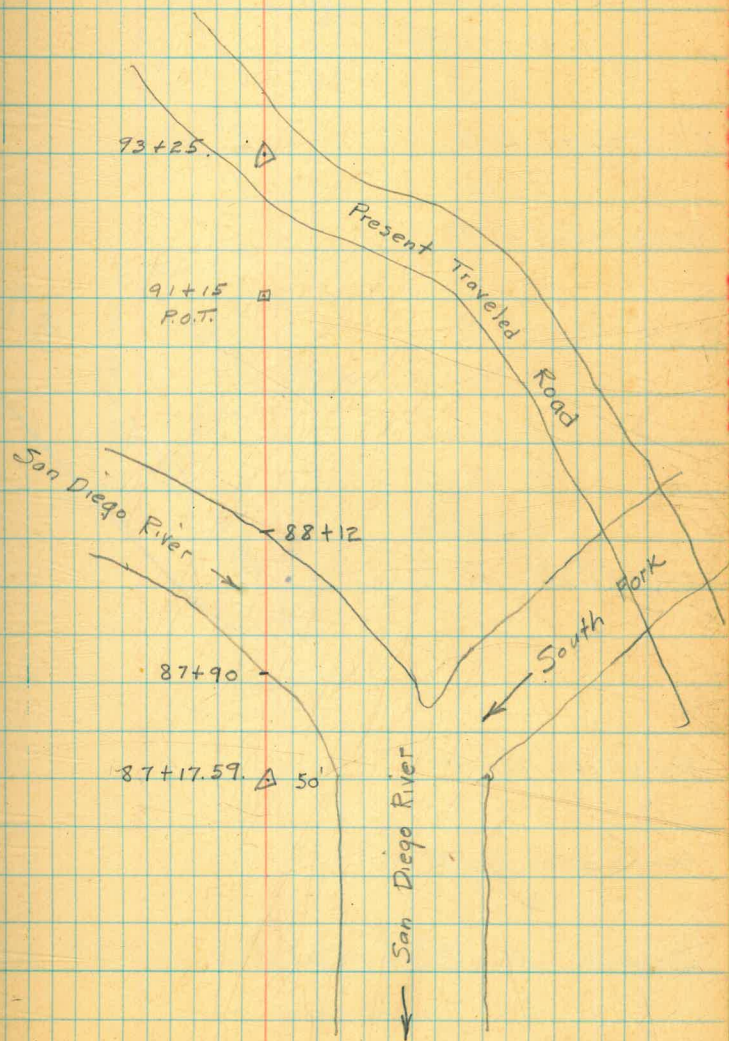 93+25.
Present Traveled Road
91+15
P.O.T.
San Diego River
88+12
South Fork
87+90
87+17.59. 50'
San Diego River